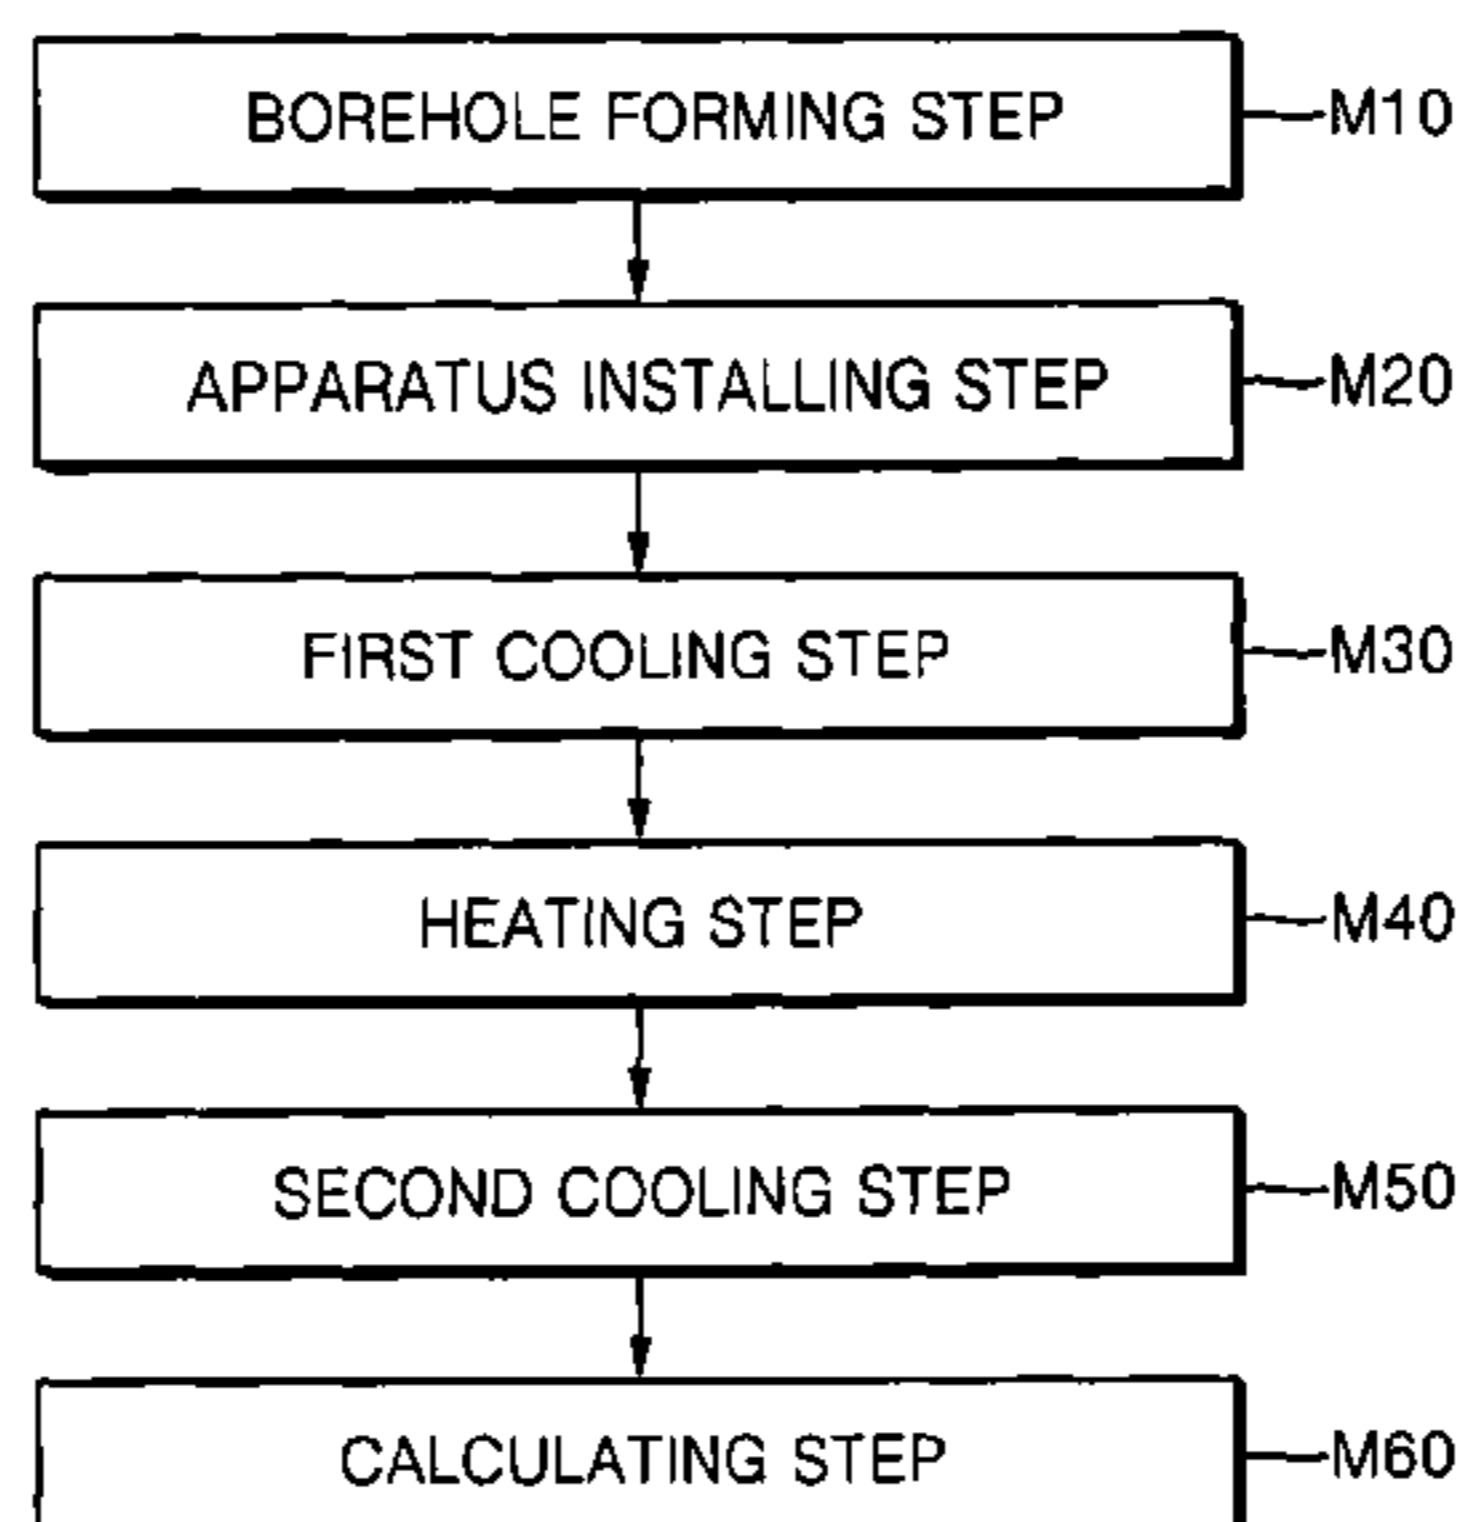 BOREHOLE FORMING STEP M10
APPARATUS INSTALLING STEP M20
FIRST COOLING STEP M30
HEATING STEP M40
SECOND COOLING STEP M50
CALCULATING STEP M60